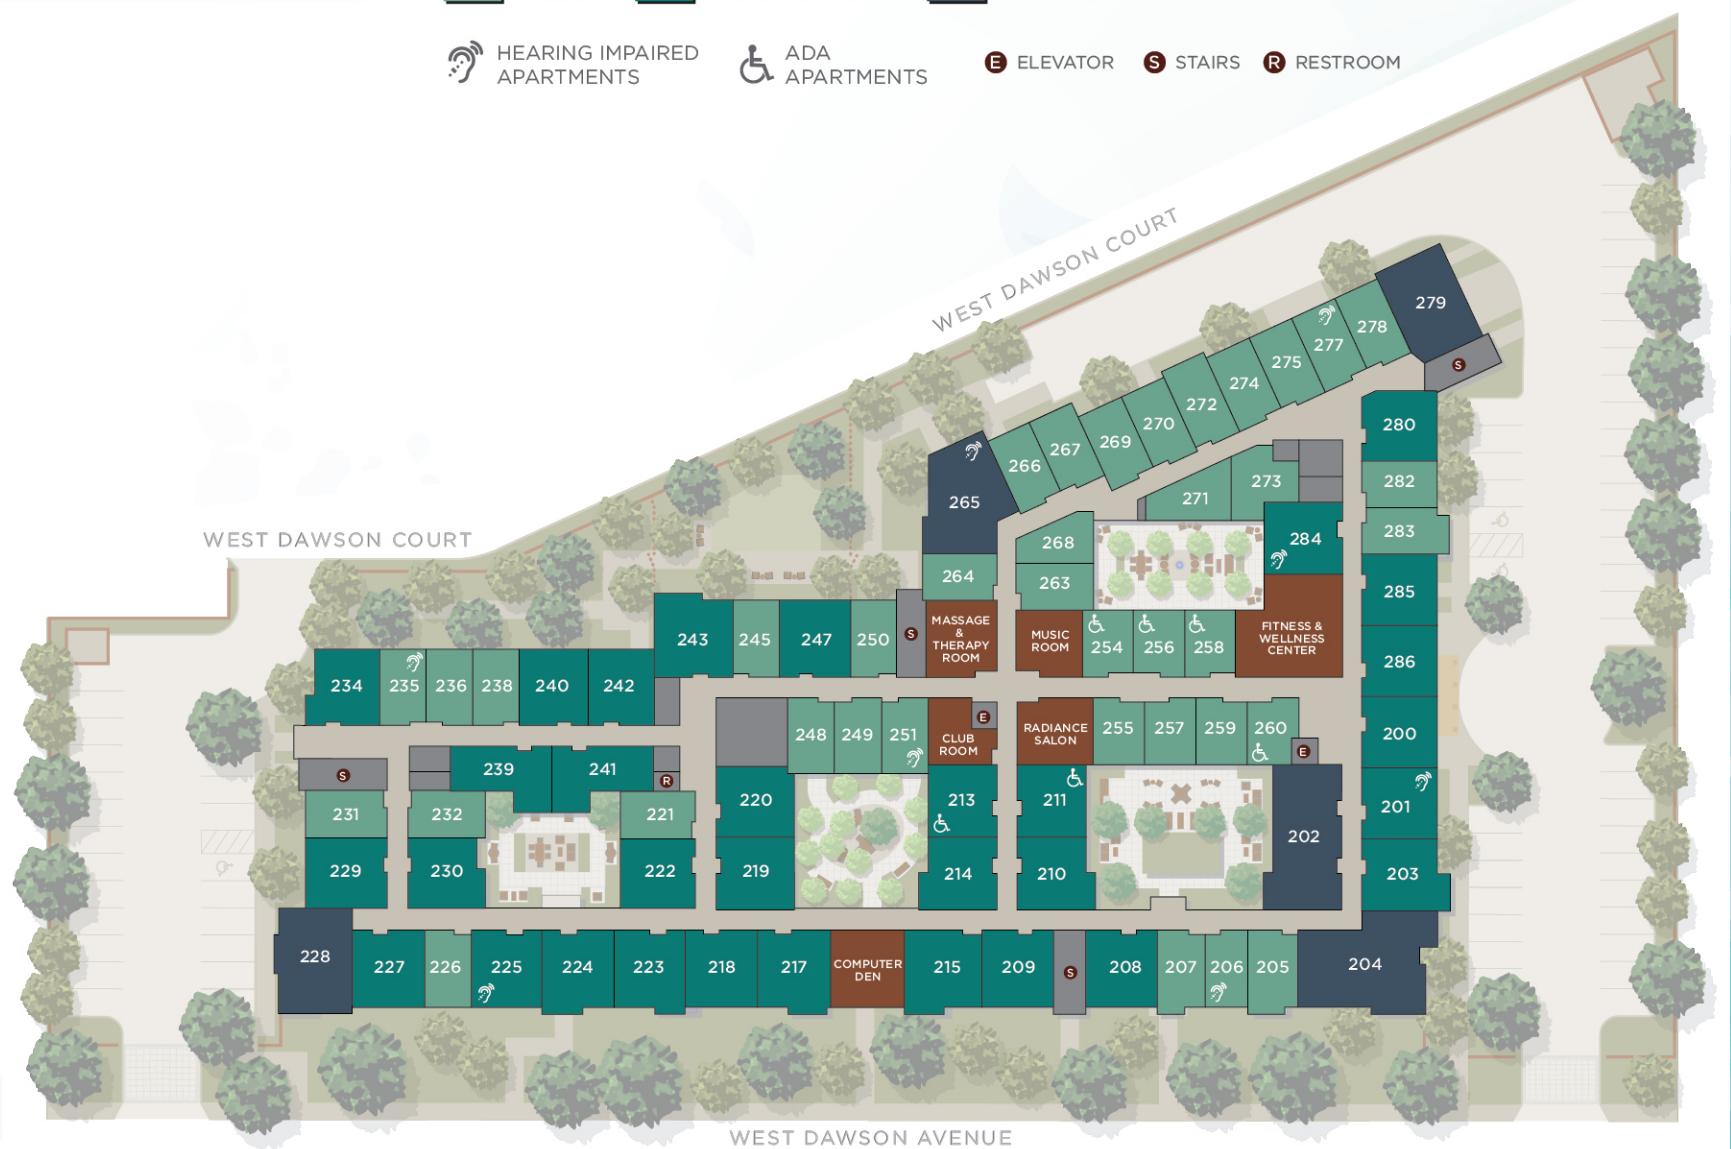 HEARING IMPAIRED
APARTMENTS
ADA
APARTMENTS
E ELEVATOR
S STAIRS
R RESTROOM
WEST DAWSON COURT
279
278
277
275
274
272
270
269
267
266
265
S
280
282
283
273
271
284
268
263
264
WEST DAWSON COURT
285
286
200
201
203
243
245
247
250
S
MASSAGE
&
THERAPY
ROOM
MUSIC
ROOM
254
256
258
FITNESS &
WELLNESS
CENTER
234
235
236
238
240
242
248
249
251
CLUB
ROOM
E
RADIANCE
SALON
255
257
259
260
E
S
239
241
R
231
232
221
220
213
211
202
229
230
222
219
214
210
228
227
226
225
224
223
218
217
COMPUTER
DEN
215
209
S
208
207
206
205
204
WEST DAWSON AVENUE